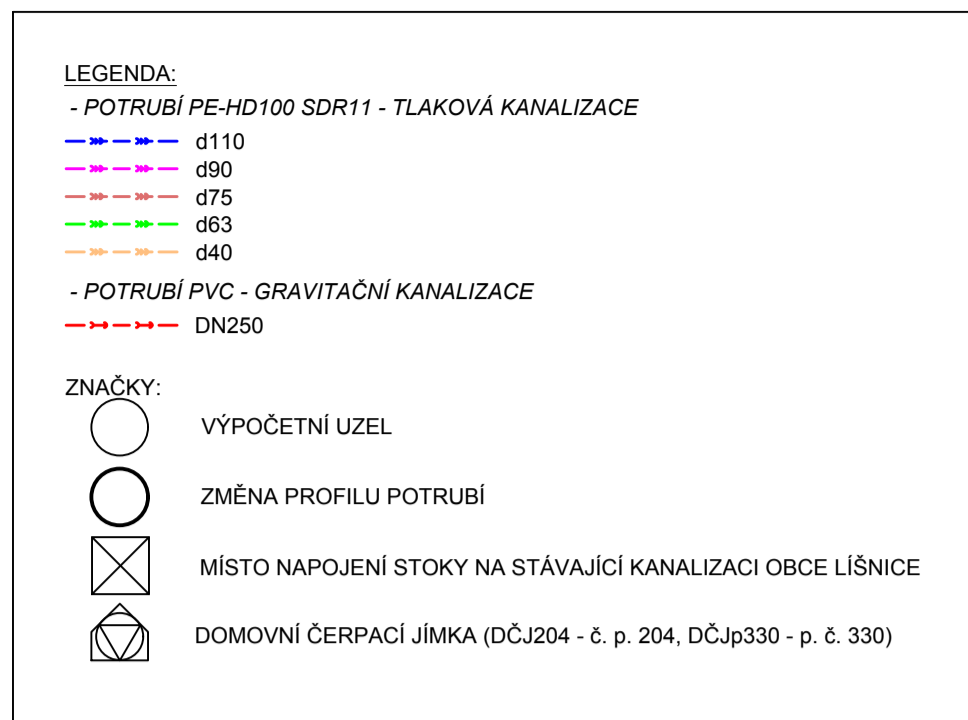 LEGENDA:
- POTRUBÍ PE-HD100 SDR11 - TLAKOVÁ KANALIZACE
d110
d90
d75
d63
d40
- POTRUBÍ PVC - GRAVITAČNÍ KANALIZACE
DN250
ZNAČKY:
VÝPOČETNÍ UZEL
ZMĚNA PROFILU POTRUBÍ
MÍSTO NAPOJENÍ STOKY NA STÁVAJÍCÍ KANALIZACI OBCE LÍŠNICE
DOMOVNÍ ČERPACÍ JÍMKA (DČJ204 - č. p. 204, DČJp330 - p. č. 330)